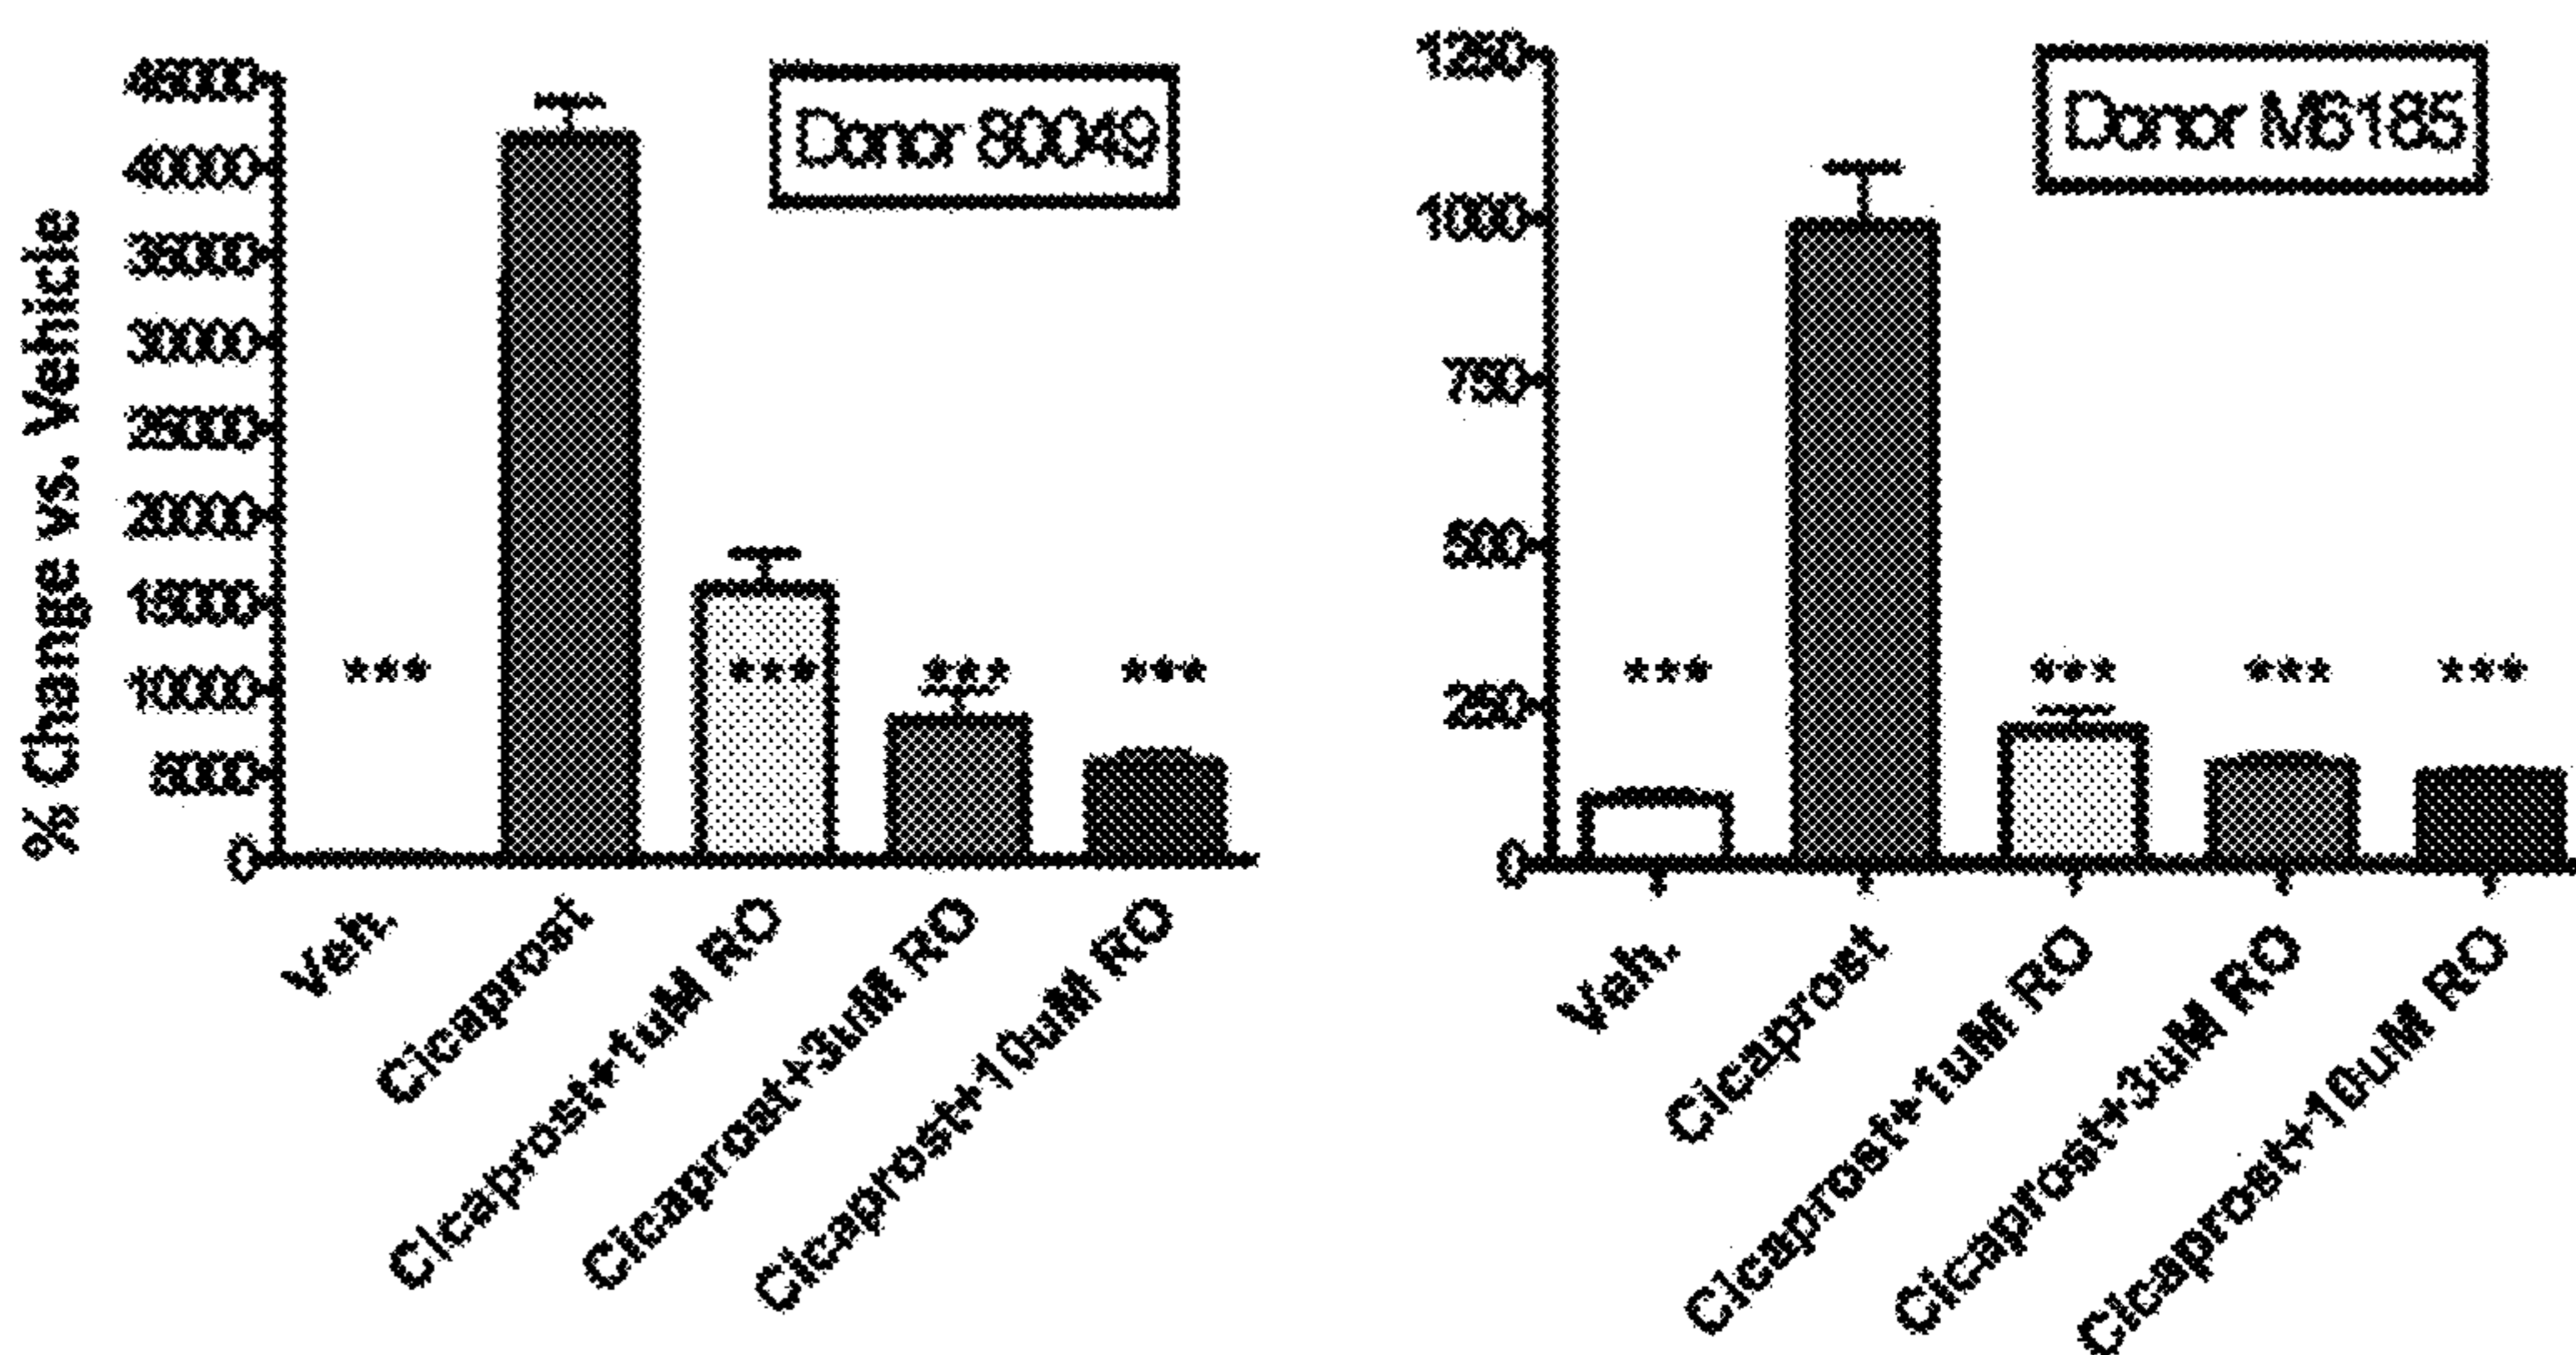 % Change vs. Vehicle
45000
40000
35000
30000
25000
20000
15000
10000
5000
0
Donor 80049
***
***
***
***
Veh.
Cicaprost
Cicaprost+1uM RO
Cicaprost+3uM RO
Cicaprost+10uM RO
1250
1000
750
500
250
0
Donor M6185
***
***
***
***
Veh.
Cicaprost
Cicaprost+1uM RO
Cicaprost+3uM RO
Cicaprost+10uM RO